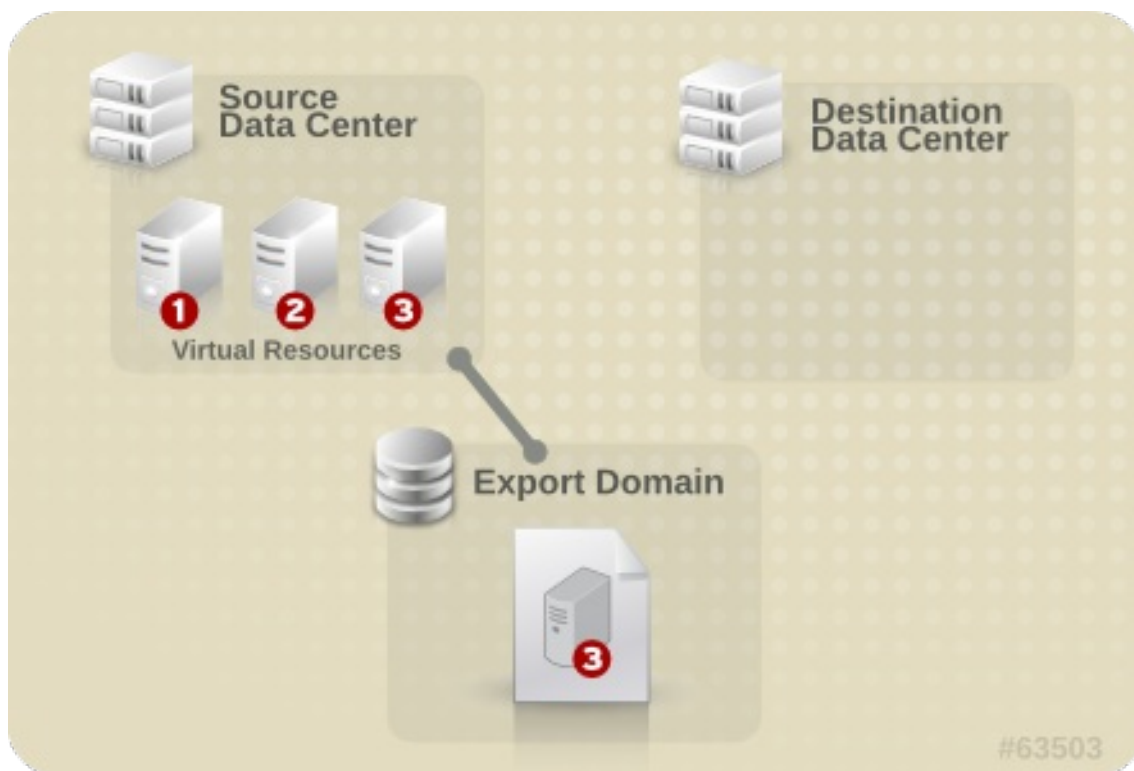 Source
Data Center
Destination
Data Center
1
2
3
Virtual Resources
Export Domain
3
#63503